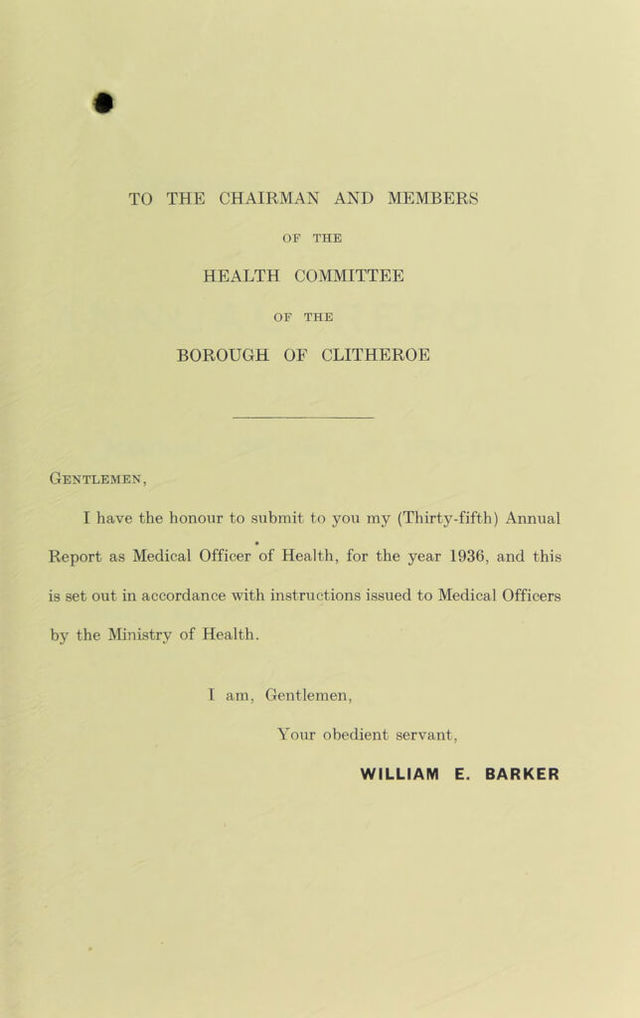 TO THE CHAIRMAN AND MEMBERS
OF THE
HEALTH COMMITTEE
OF THE
BOROUGH OF CLITHEROE
GENTLEMEN,
I have the honour to submit to you my (Thirty-fifth) Annual
Report as Medical Officer of Health, for the year 1936, and this
is set out in accordance with instructions issued to Medical Officers
by the Ministry of Health.
I am, Gentlemen,
Your obedient servant,
WILLIAM E. BARKER